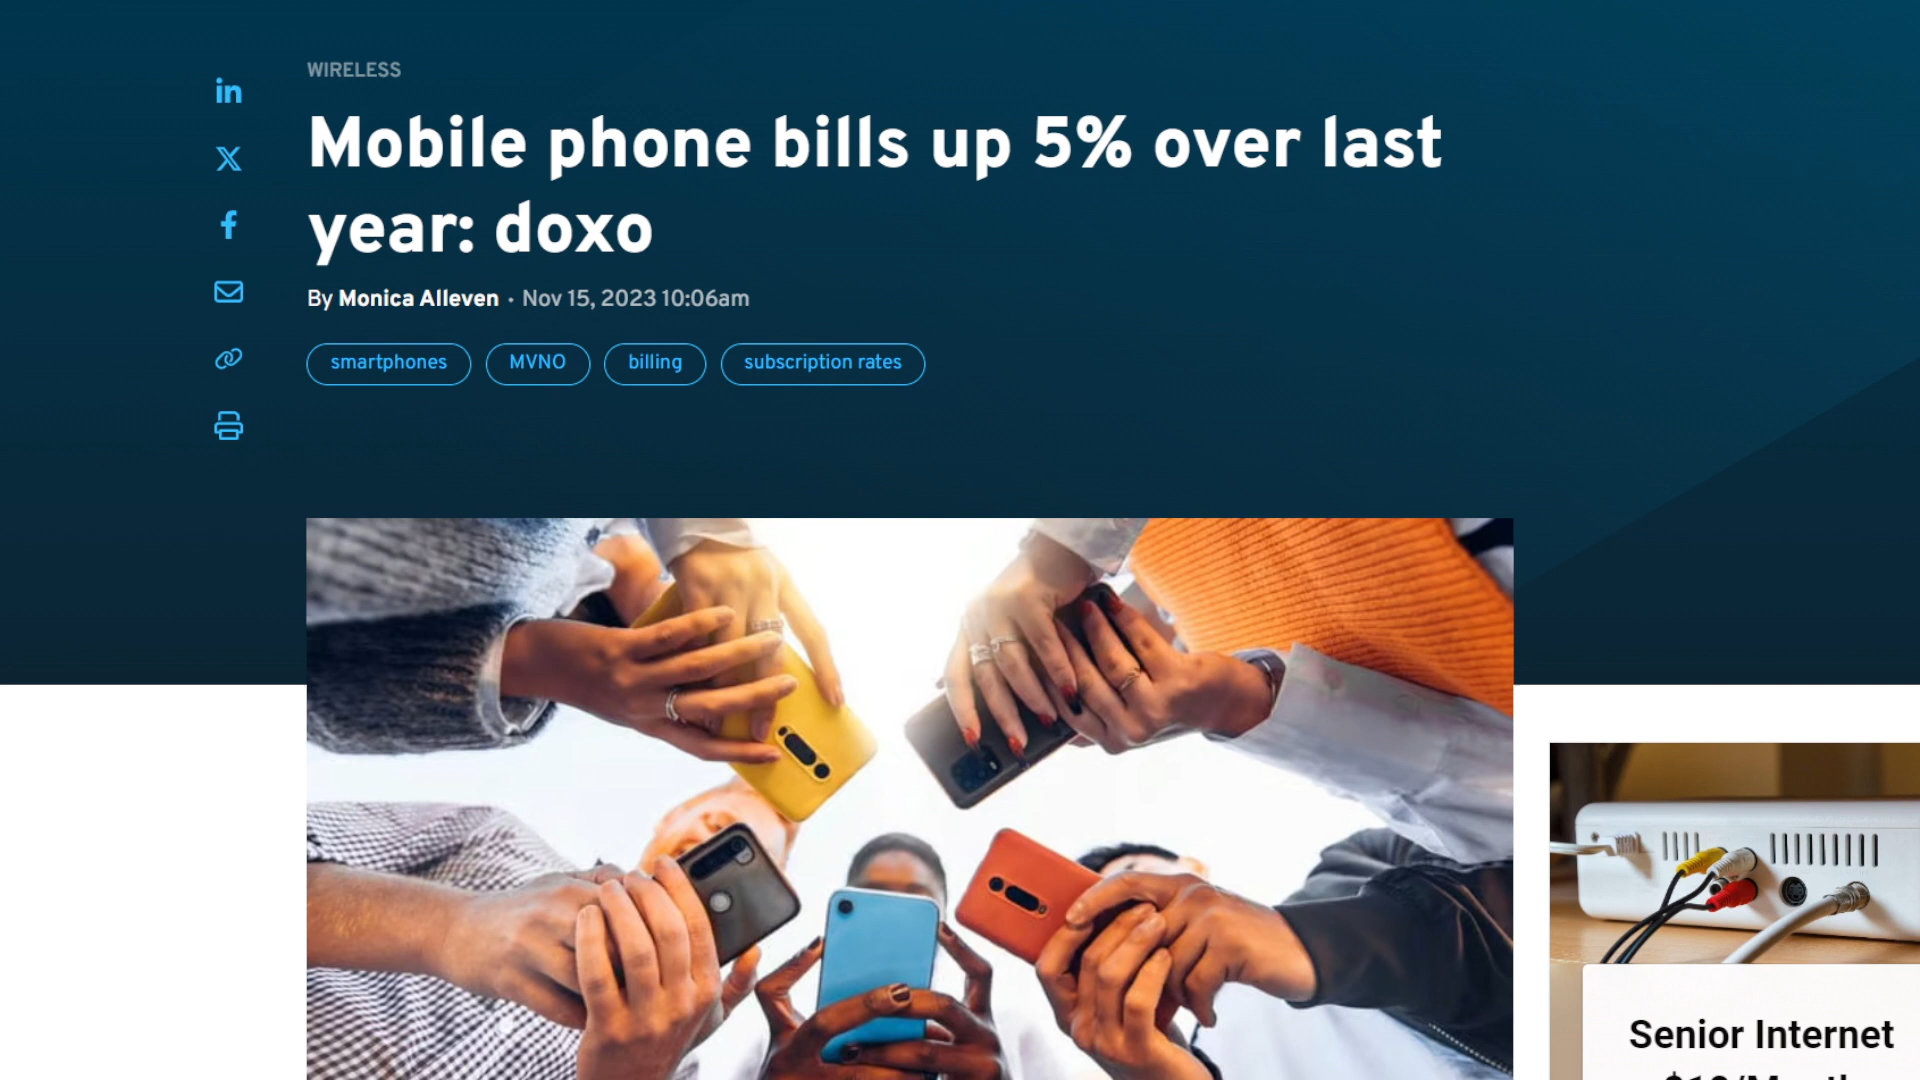 WIRELESS
Mobile phone bills up 5% over last
year: doxo
By Monica Alleven · Nov 15, 2023 10:06am
smartphones
MVNO
billing
subscription rates
Senior Internet